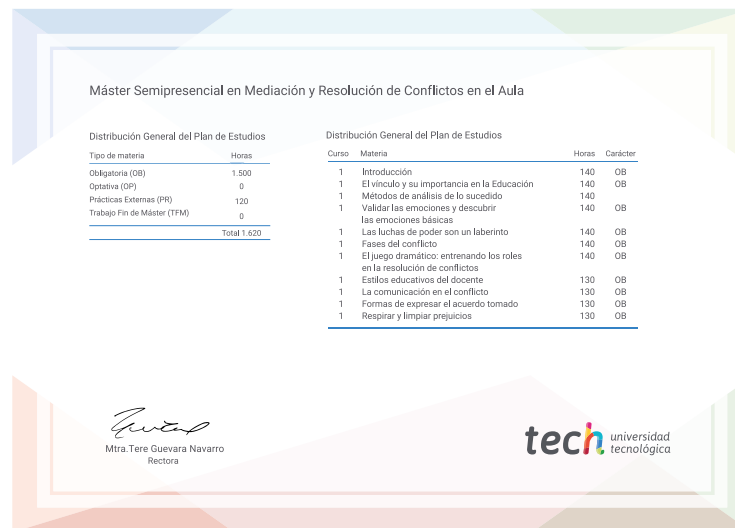 Máster Semipresencial en Mediación y Resolución de Conflictos en el Aula
Distribución General del Plan de Estudios
Tipo de materia Horas
Obligatoria (OB) 1.500
Optativa (OP) 0
Prácticas Externas (PR) 120
Trabajo Fin de Máster (TFM) 0
Total 1.620
Distribución General del Plan de Estudios
Curso Materia Horas Carácter
1 Introducción 140 OB
1 El vínculo y su importancia en la Educación 140 OB
1 Métodos de análisis de lo sucedido 140
1 Validar las emociones y descubrir 140 OB
las emociones básicas
1 Las luchas de poder son un laberinto 140 OB
1 Fases del conflicto 140 OB
1 El juego dramático: entrenando los roles 140 OB
en la resolución de conflictos
1 Estilos educativos del docente 130 OB
1 La comunicación en el conflicto 130 OB
1 Formas de expresar el acuerdo tomado 130 OB
1 Respirar y limpiar prejuicios 130 OB
Mtra.Tere Guevara Navarro
Rectora
tech universidad
tecnológica